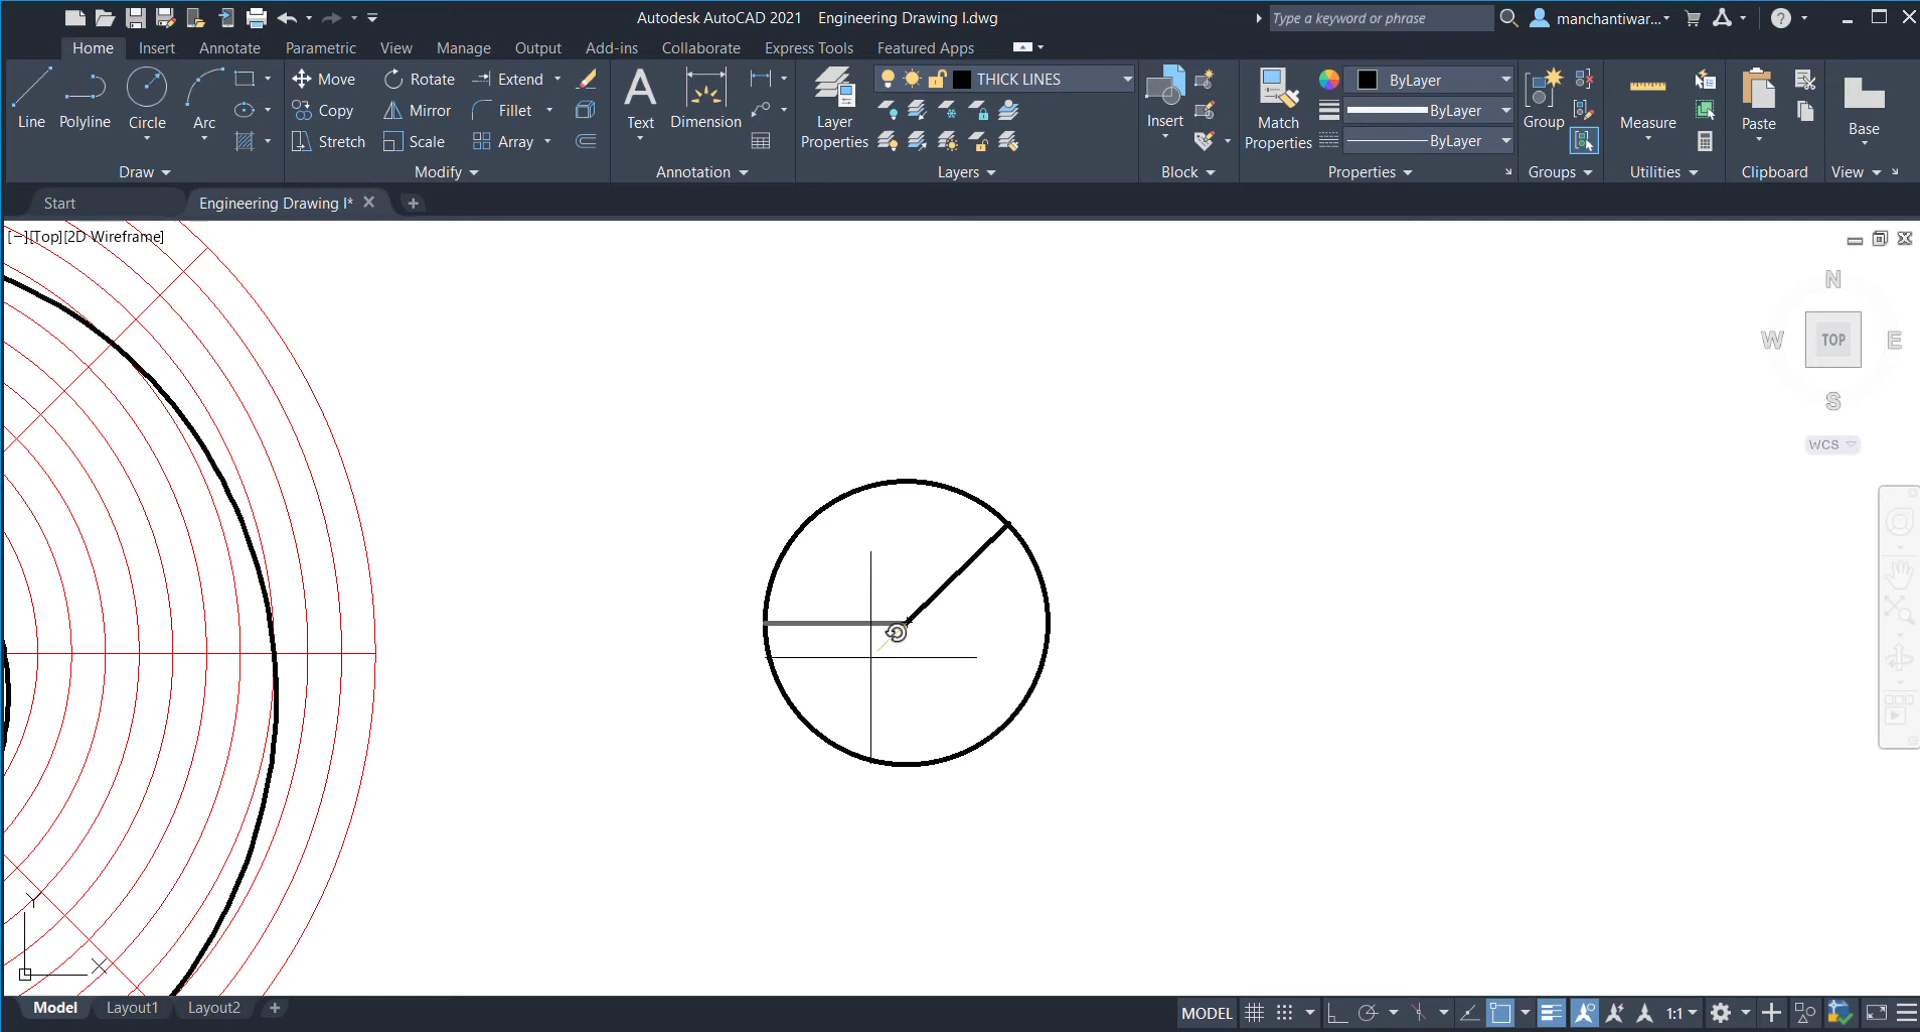 Autodesk AutoCAD 2021 Engineering Drawing I.dwg
Type a keyword or phrase
manchantiwar...
Home Insert Annotate Parametric View Manage Output Add-ins Collaborate Express Tools Featured Apps
Line Polyline Circle Arc
Move Rotate Extend
Copy Mirror Fillet
Stretch Scale Array
A
Text Dimension
Layer
Properties
THICK LINES
Insert
Match
Properties
ByLayer
ByLayer
ByLayer
Group
Measure
Paste
Base
Draw Modify Annotation Layers Block Properties Groups Utilities Clipboard View
Start Engineering Drawing I*
[−][Top][2D Wireframe]
N
W TOP E
S
WCS
Y
X
Model Layout1 Layout2
MODEL 1:1